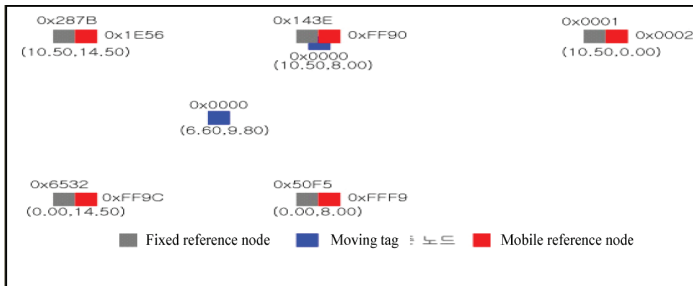 0x287B
0x1E56
(10.50,14.50)
0x143E
0xFF90
0x0000
(10.50,8.00)
0x0001
0x0002
(10.50,0.00)
0x0000
(6.60,9.80)
0x6532
0xFF9C
(0.00,14.50)
0x50F5
0xFFF9
(0.00,8.00)
Fixed reference node Moving tag 노드 Mobile reference node